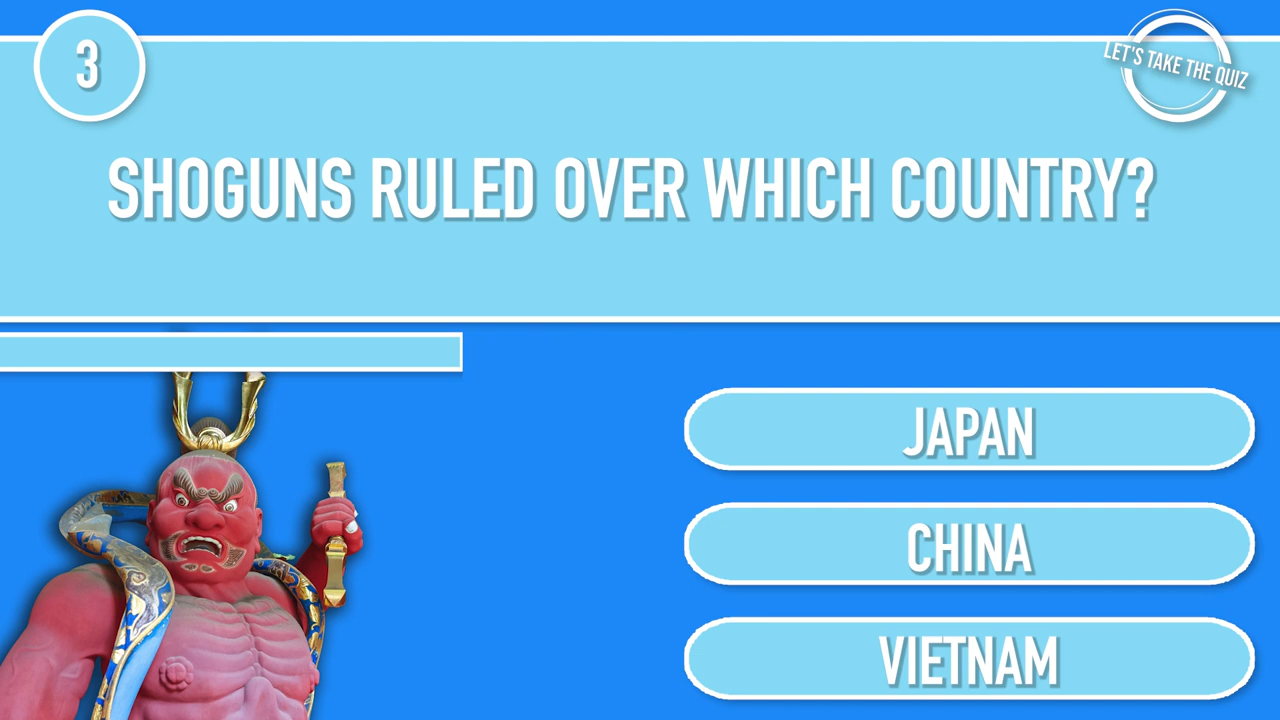 3
LET'S TAKE THE QUIZ
SHOGUNS RULED OVER WHICH COUNTRY?
JAPAN
CHINA
VIETNAM